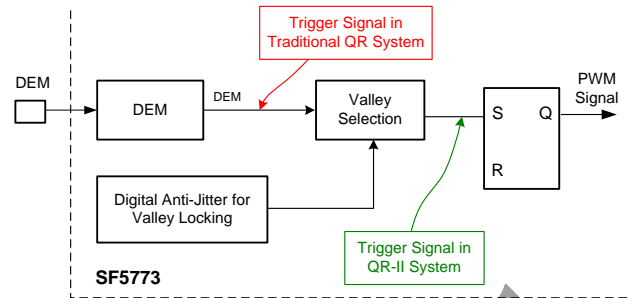 Trigger Signal in
Traditional QR System
DEM
DEM
DEM
Valley
Selection
S
Q
R
PWM
Signal
Digital Anti-Jitter for
Valley Locking
Trigger Signal in
QR-II System
SF5773